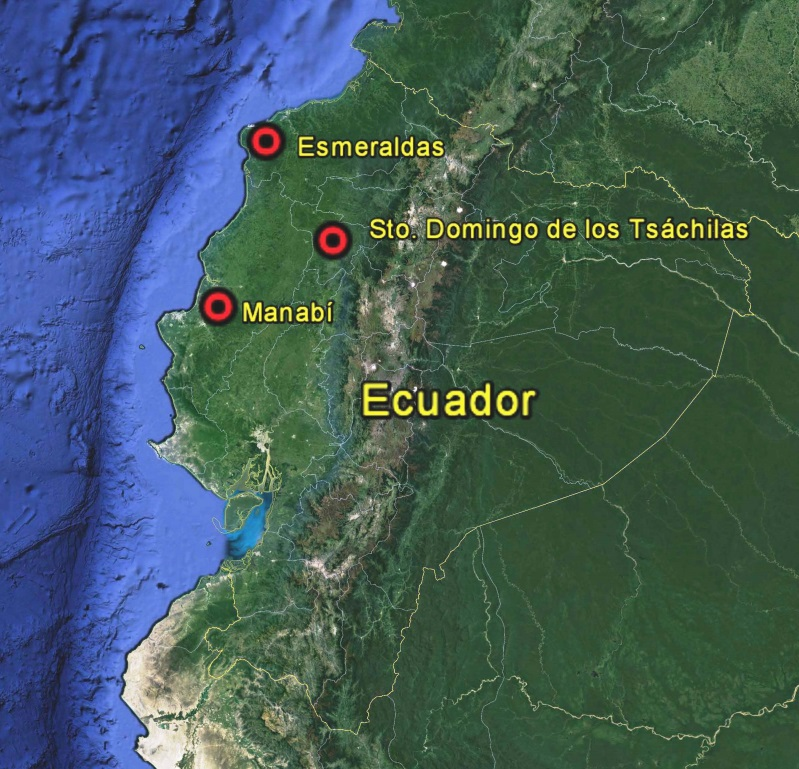 Esmeraldas
Sto. Domingo de los Tsáchilas
Manabí
Ecuador